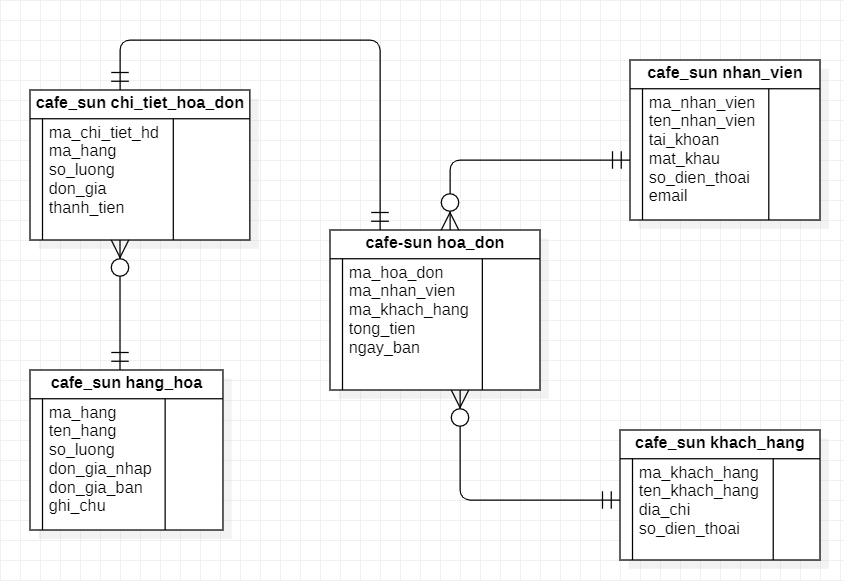 cafe_sun chi_tiet_hoa_don
ma_chi_tiet_hd
ma_hang
so_luong
don_gia
thanh_tien
cafe_sun nhan_vien
ma_nhan_vien
ten_nhan_vien
tai_khoan
mat_khau
so_dien_thoai
email
cafe-sun hoa_don
ma_hoa_don
ma_nhan_vien
ma_khach_hang
tong_tien
ngay_ban
cafe_sun hang_hoa
ma_hang
ten_hang
so_luong
don_gia_nhap
don_gia_ban
ghi_chu
cafe_sun khach_hang
ma_khach_hang
ten_khach_hang
dia_chi
so_dien_thoai